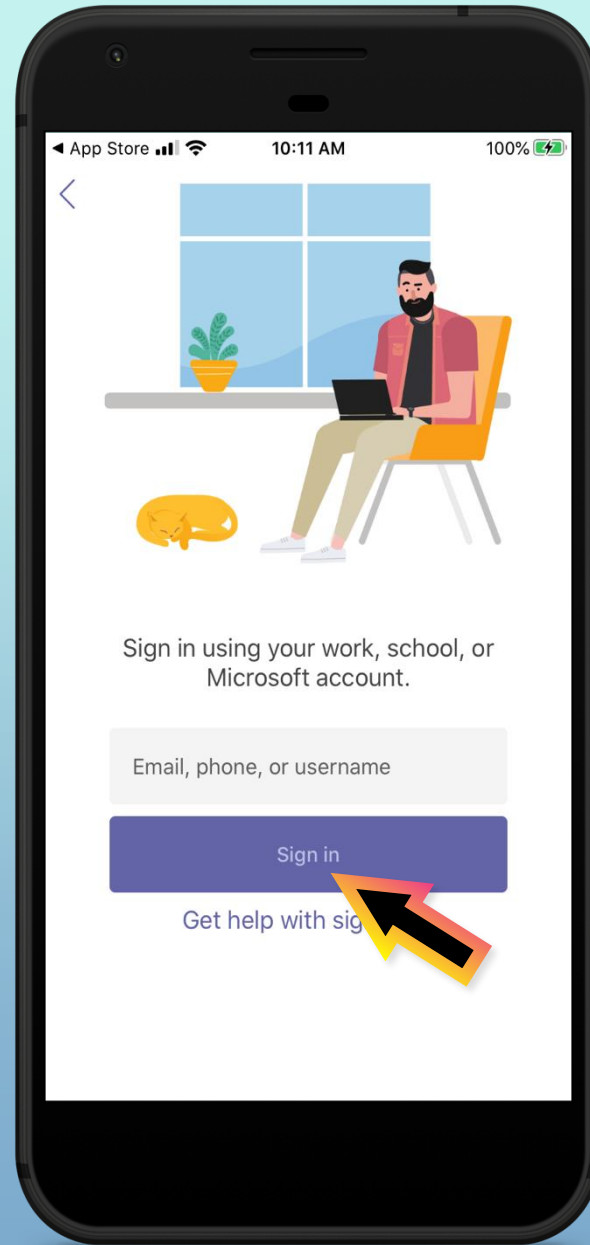 App Store 10:11 AM 100%
Sign in using your work, school, or
Microsoft account.
Email, phone, or username
Sign in
Get help with